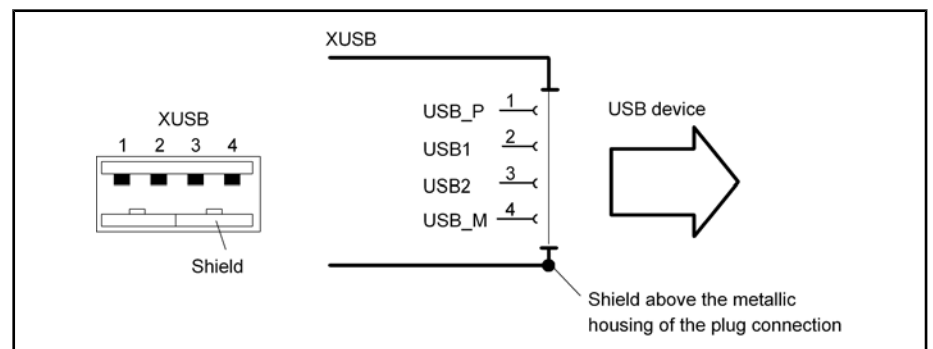 XUSB
XUSB
1 2 3 4
Shield
USB_P 1
USB1 2
USB2 3
USB_M 4
USB device
Shield above the metallic
housing of the plug connection